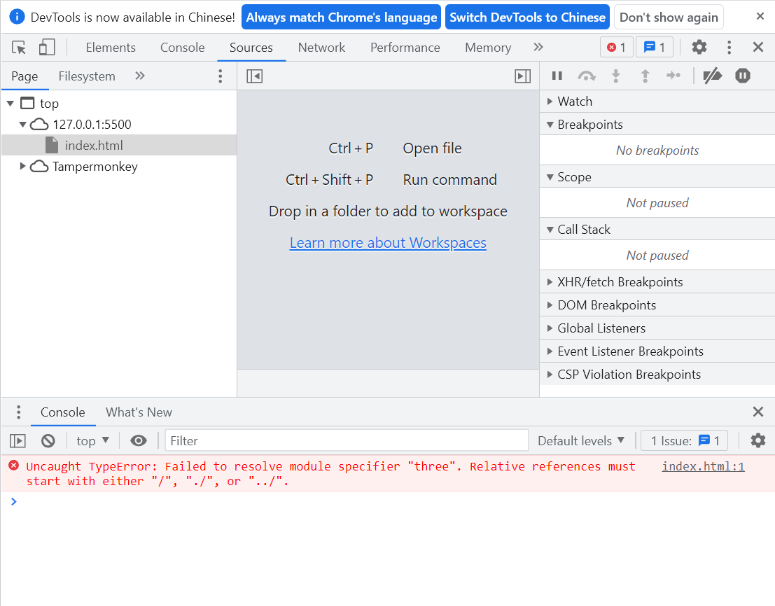 DevTools is now available in Chinese! Always match Chrome's language Switch DevTools to Chinese Don't show again
Elements Console Sources Network Performance Memory 1 1
Page Filesystem
top
127.0.0.1:5500
index.html
Tampermonkey
Ctrl + P Open file
Ctrl + Shift + P Run command
Drop in a folder to add to workspace
Learn more about Workspaces
Watch
Breakpoints
No breakpoints
Scope
Not paused
Call Stack
Not paused
XHR/fetch Breakpoints
DOM Breakpoints
Global Listeners
Event Listener Breakpoints
CSP Violation Breakpoints
Console What's New
top Filter Default levels 1 Issue: 1
Uncaught TypeError: Failed to resolve module specifier "three". Relative references must index.html:1
start with either "/", "./", or "../".